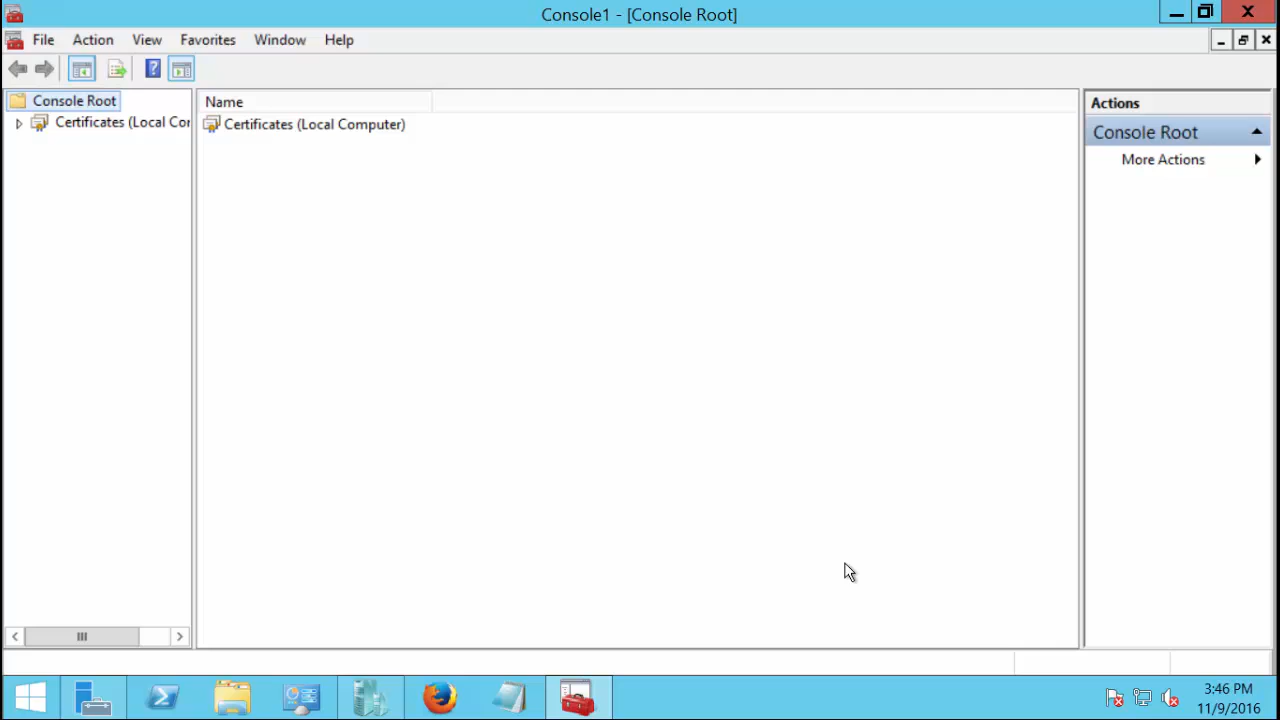 Console1 - [Console Root]
File Action View Favorites Window Help
Console Root
Certificates (Local Cor
Name
Certificates (Local Computer)
Actions
Console Root
More Actions
3:46 PM
11/9/2016